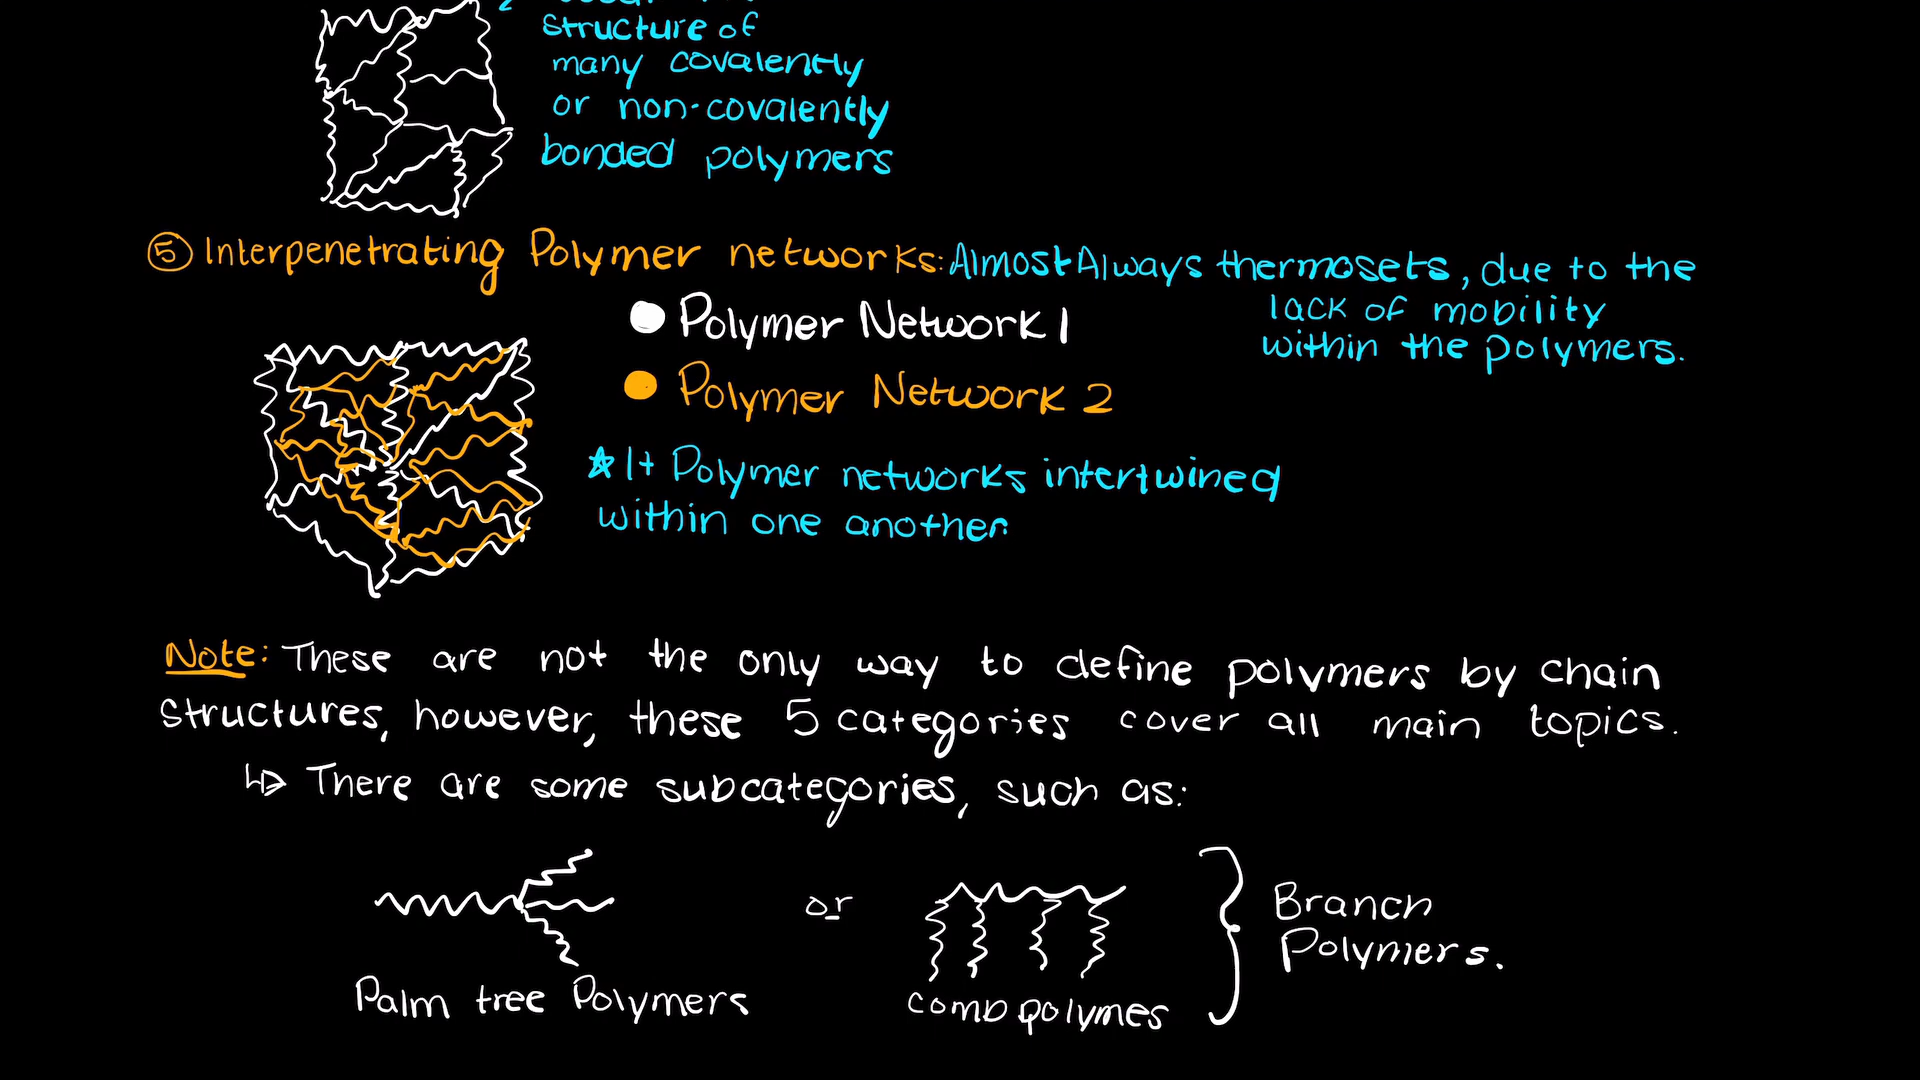 structure of
many covalently
or non-covalently
bonded polymers
⑤ Interpenetrating Polymer networks: Almost Always thermosets, due to the
lack of mobility
within the polymers.
Polymer Network 1
Polymer Network 2
★ 1+ Polymer networks intertwined
within one another
Note: These are not the only way to define polymers by chain
structures, however, these 5 categories cover all main topics.
↳ There are some subcategories, such as:
or
Branch
Polymers.
Palm tree Polymers
comb polymes